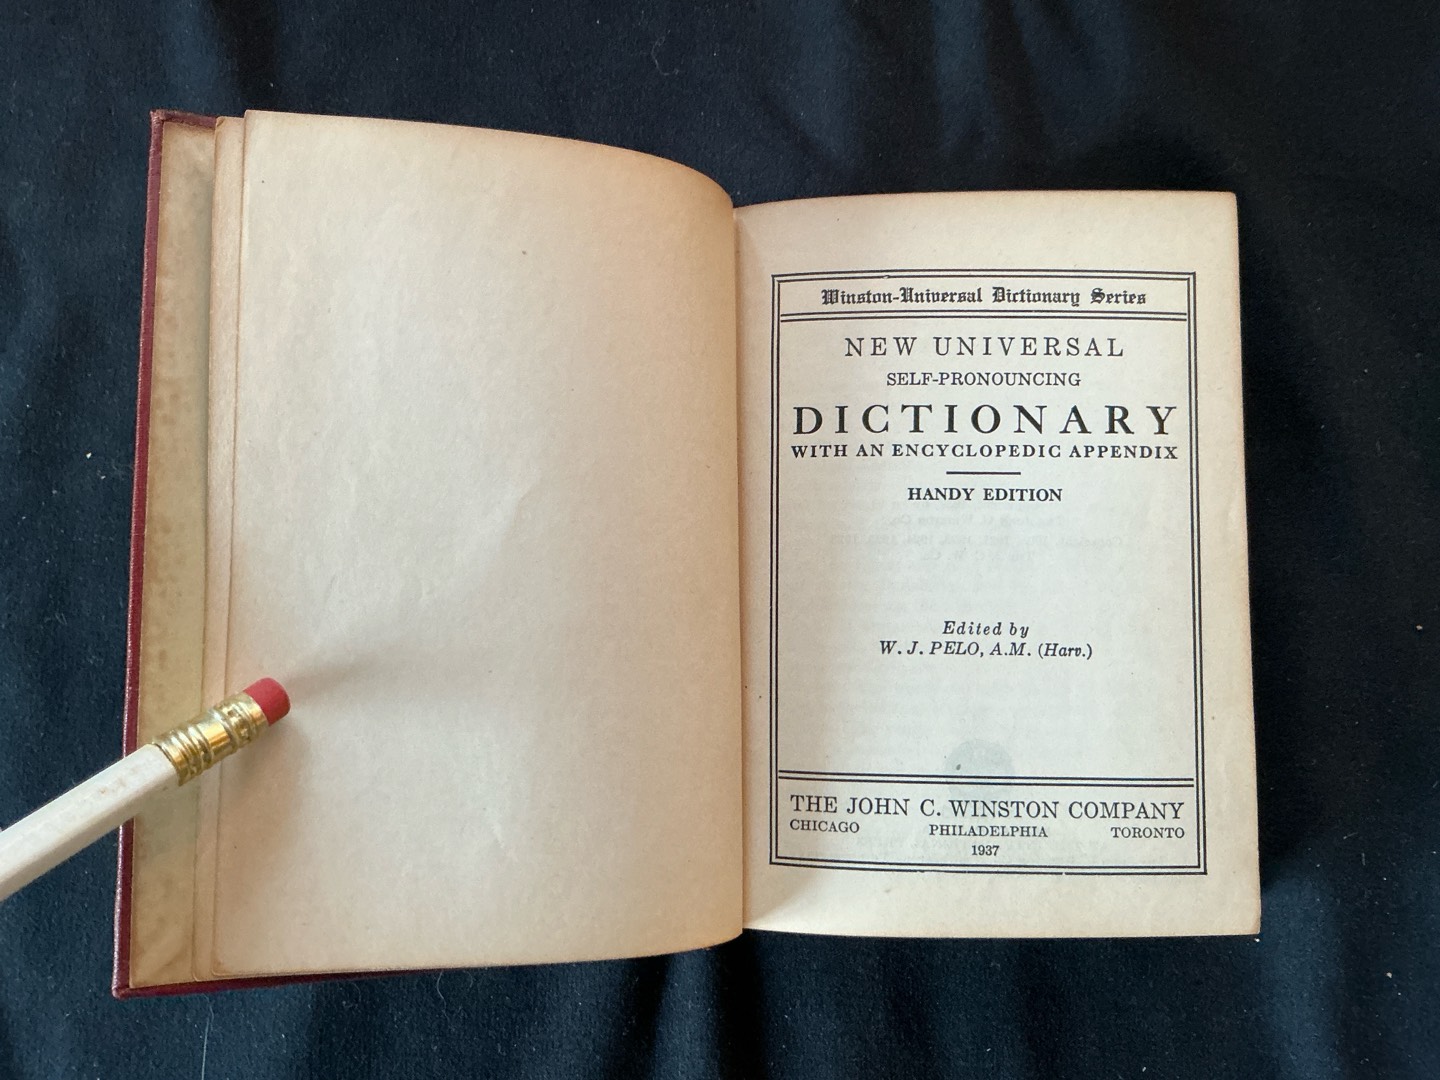 Winston-Universal Dictionary Series
NEW UNIVERSAL
SELF-PRONOUNCING
DICTIONARY
WITH AN ENCYCLOPEDIC APPENDIX
HANDY EDITION
Edited by
W. J. PELO, A.M. (Harv.)
THE JOHN C. WINSTON COMPANY
CHICAGO PHILADELPHIA TORONTO
1937